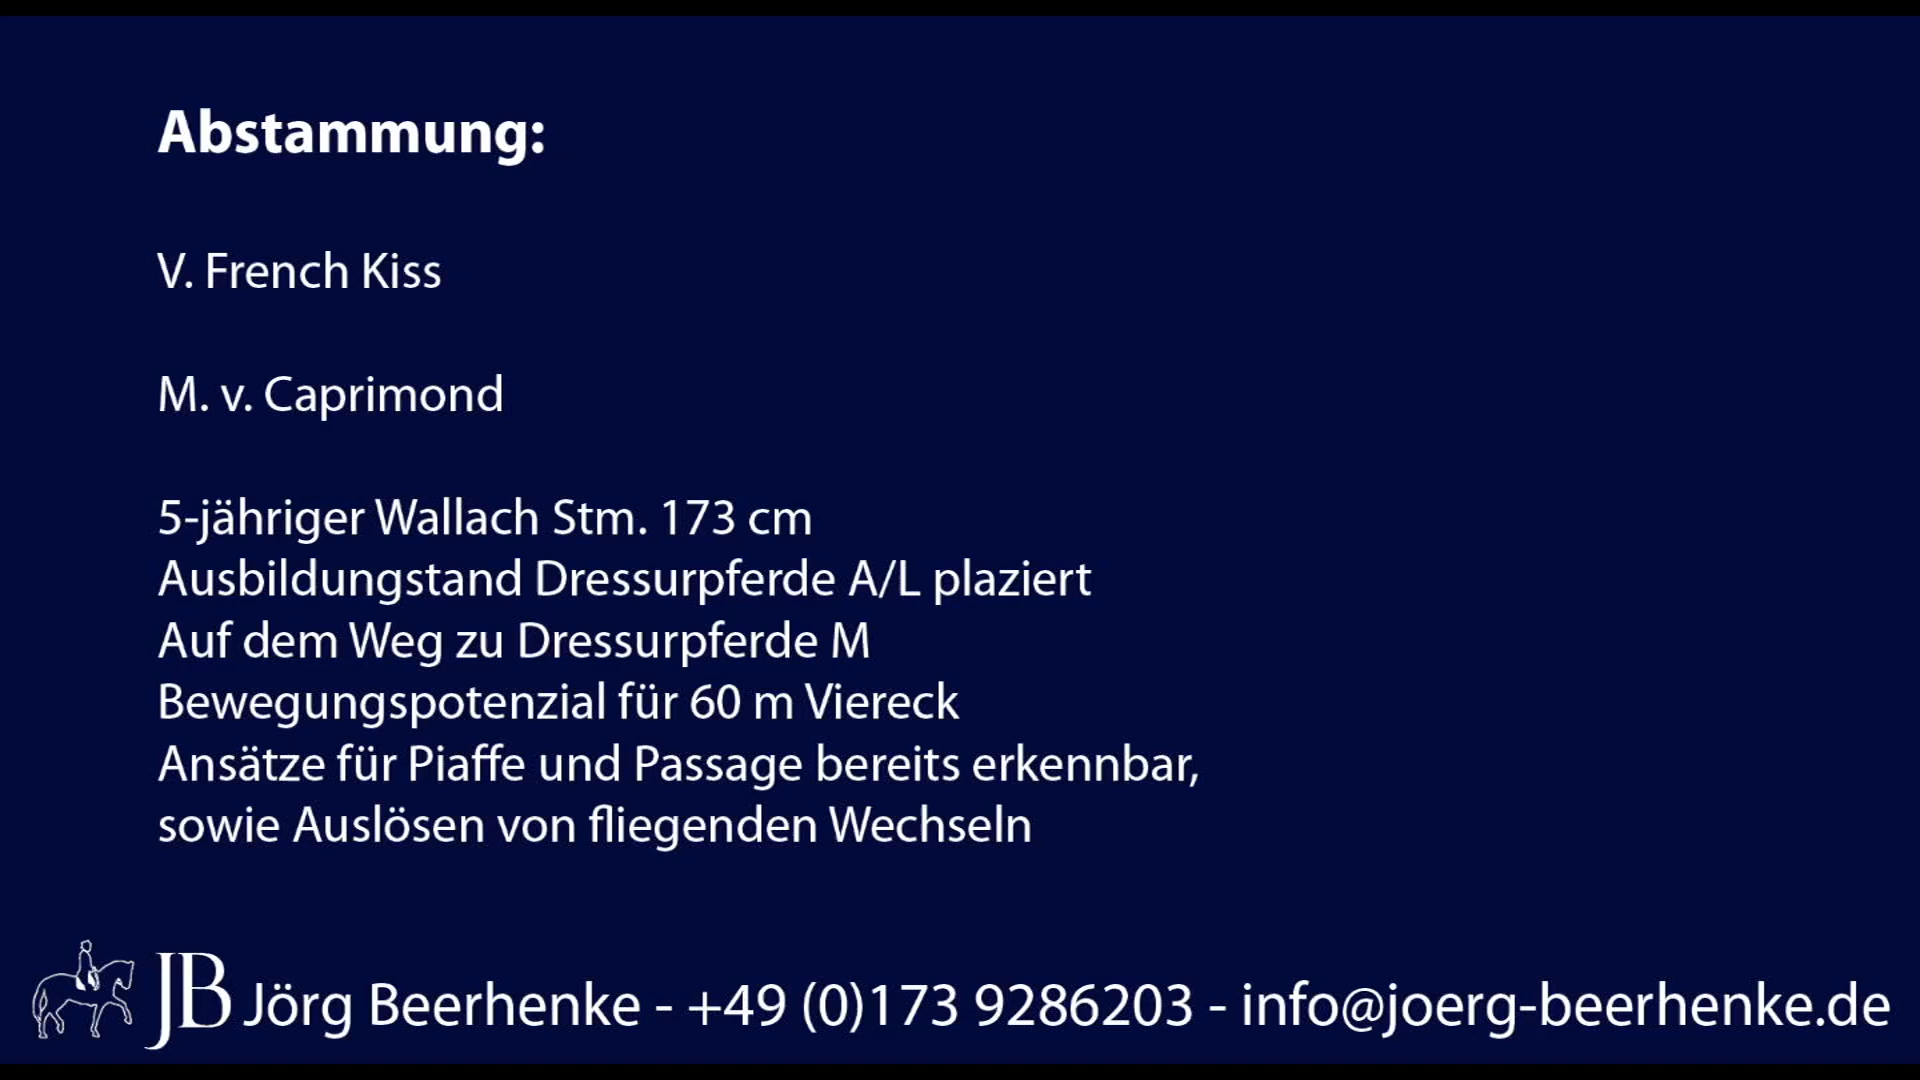 Abstammung:
V. French Kiss
M. v. Caprimond
5-jähriger Wallach Stm. 173 cm
Ausbildungstand Dressurpferde A/L plaziert
Auf dem Weg zu Dressurpferde M
Bewegungspotenzial für 60 m Viereck
Ansätze für Piaffe und Passage bereits erkennbar,
sowie Auslösen von fliegenden Wechseln
JB Jörg Beerhenke - +49 (0)173 9286203 - info@joerg-beerhenke.de